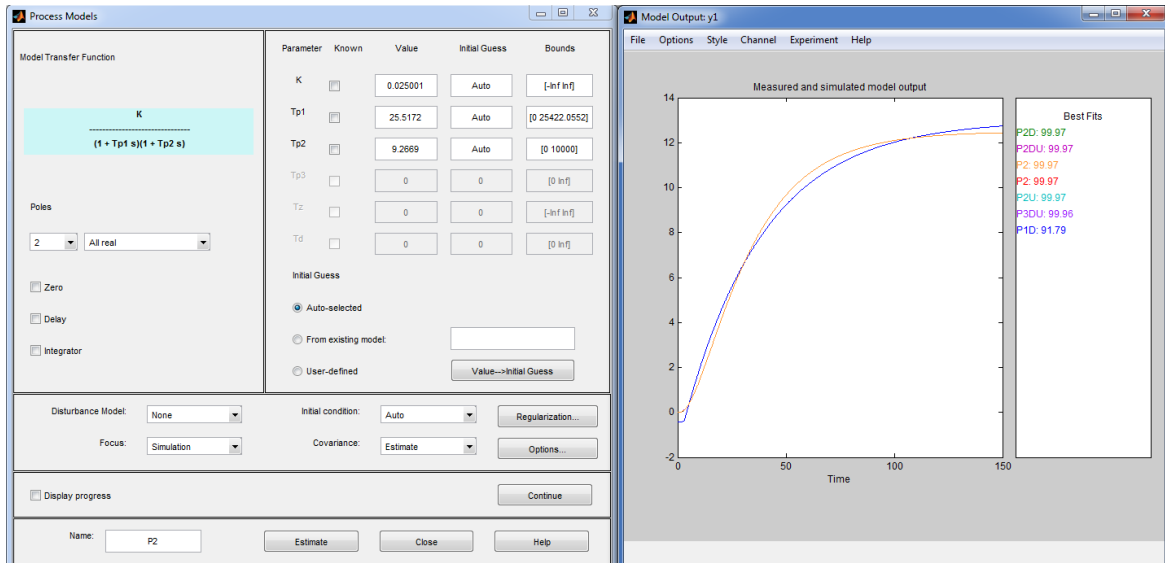 Process Models
Model Transfer Function
K
-------------------------------
(1 + Tp1 s)(1 + Tp2 s)
Poles
2 All real
Zero
Delay
Integrator
Parameter Known Value Initial Guess Bounds
K 0.025001 Auto [-Inf Inf]
Tp1 25.5172 Auto [0 25422.0552]
Tp2 9.2669 Auto [0 10000]
Tp3 0 0 [0 Inf]
Tz 0 0 [-Inf Inf]
Td 0 0 [0 Inf]
Initial Guess
Auto-selected
From existing model:
User-defined Value-->Initial Guess
Disturbance Model: None Initial condition: Auto Regularization...
Focus: Simulation Covariance: Estimate Options...
Display progress Continue
Name: P2 Estimate Close Help
Model Output: y1
File Options Style Channel Experiment Help
Measured and simulated model output
14
12
10
8
6
4
2
0
-2
0 50 100 150
Time
Best Fits
P2D: 99.97
P2DU: 99.97
P2: 99.97
P2: 99.97
P2U: 99.97
P3DU: 99.96
P1D: 91.79